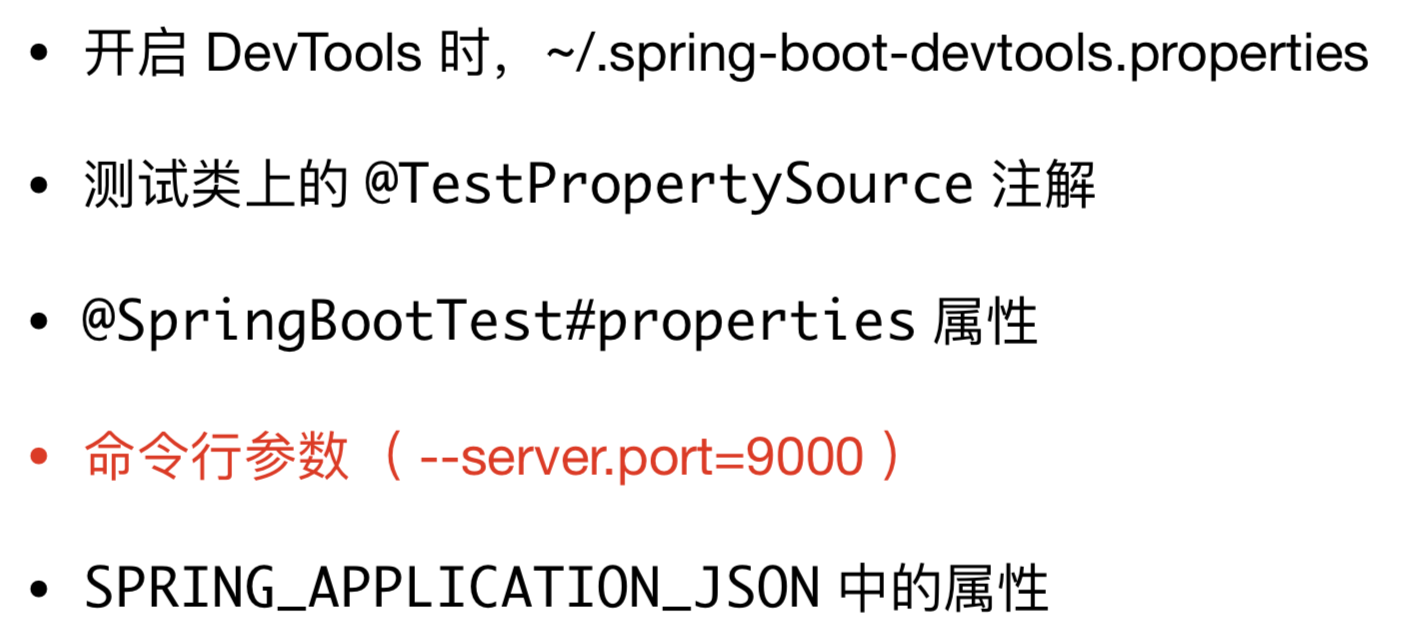 • 开启 DevTools 时，~/.spring-boot-devtools.properties
• 测试类上的 @TestPropertySource 注解
• @SpringBootTest#properties 属性
• 命令行参数（ --server.port=9000 ）
• SPRING_APPLICATION_JSON 中的属性